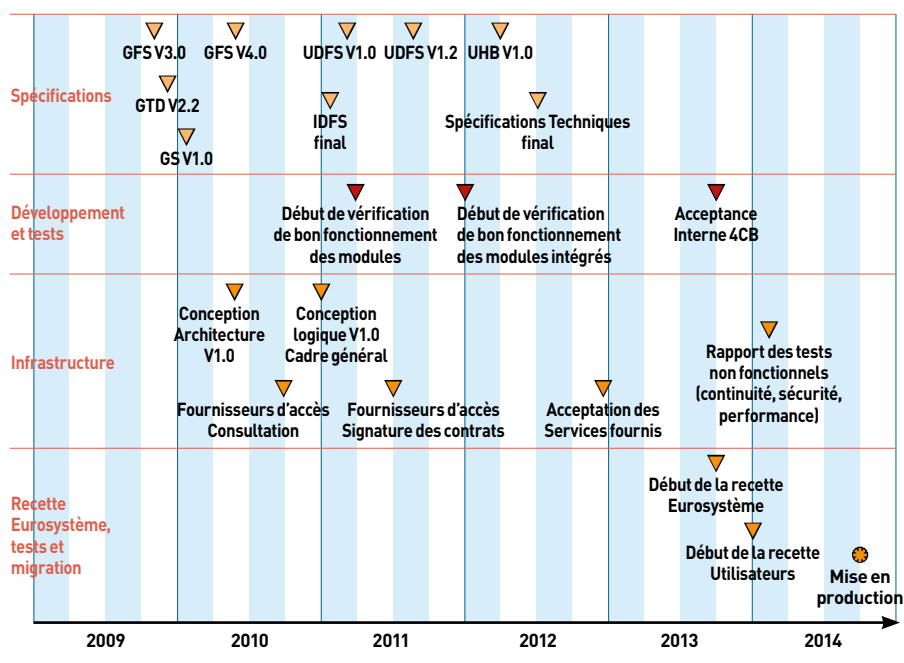 GFS V3.0
GFS V4.0
UDFS V1.0
UDFS V1.2
UHB V1.0
Spécifications
GTD V2.2
IDFS
final
Spécifications Techniques
final
GS V1.0
Développement
et tests
Début de vérification
de bon fonctionnement
des modules
Début de vérification
de bon fonctionnement
des modules intégrés
Acceptance
Interne 4CB
Infrastructure
Conception
Architecture
V1.0
Conception
logique V1.0
Cadre général
Rapport des tests
non fonctionnels
(continuité, sécurité,
performance)
Fournisseurs d'accès
Consultation
Fournisseurs d'accès
Signature des contrats
Acceptation des
Services fournis
Recette
Eurosystème,
tests et
migration
Début de la recette
Eurosystème
Début de la recette
Utilisateurs
Mise en
production
2009
2010
2011
2012
2013
2014